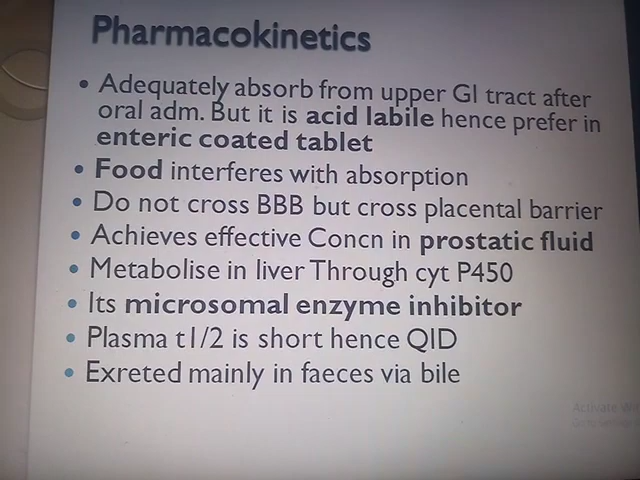 Pharmacokinetics
• Adequately absorb from upper GI tract after
oral adm. But it is acid labile hence prefer in
enteric coated tablet
• Food interferes with absorption
• Do not cross BBB but cross placental barrier
• Achieves effective Concn in prostatic fluid
• Metabolise in liver Through cyt P450
• Its microsomal enzyme inhibitor
• Plasma t1/2 is short hence QID
• Exreted mainly in faeces via bile
Activate